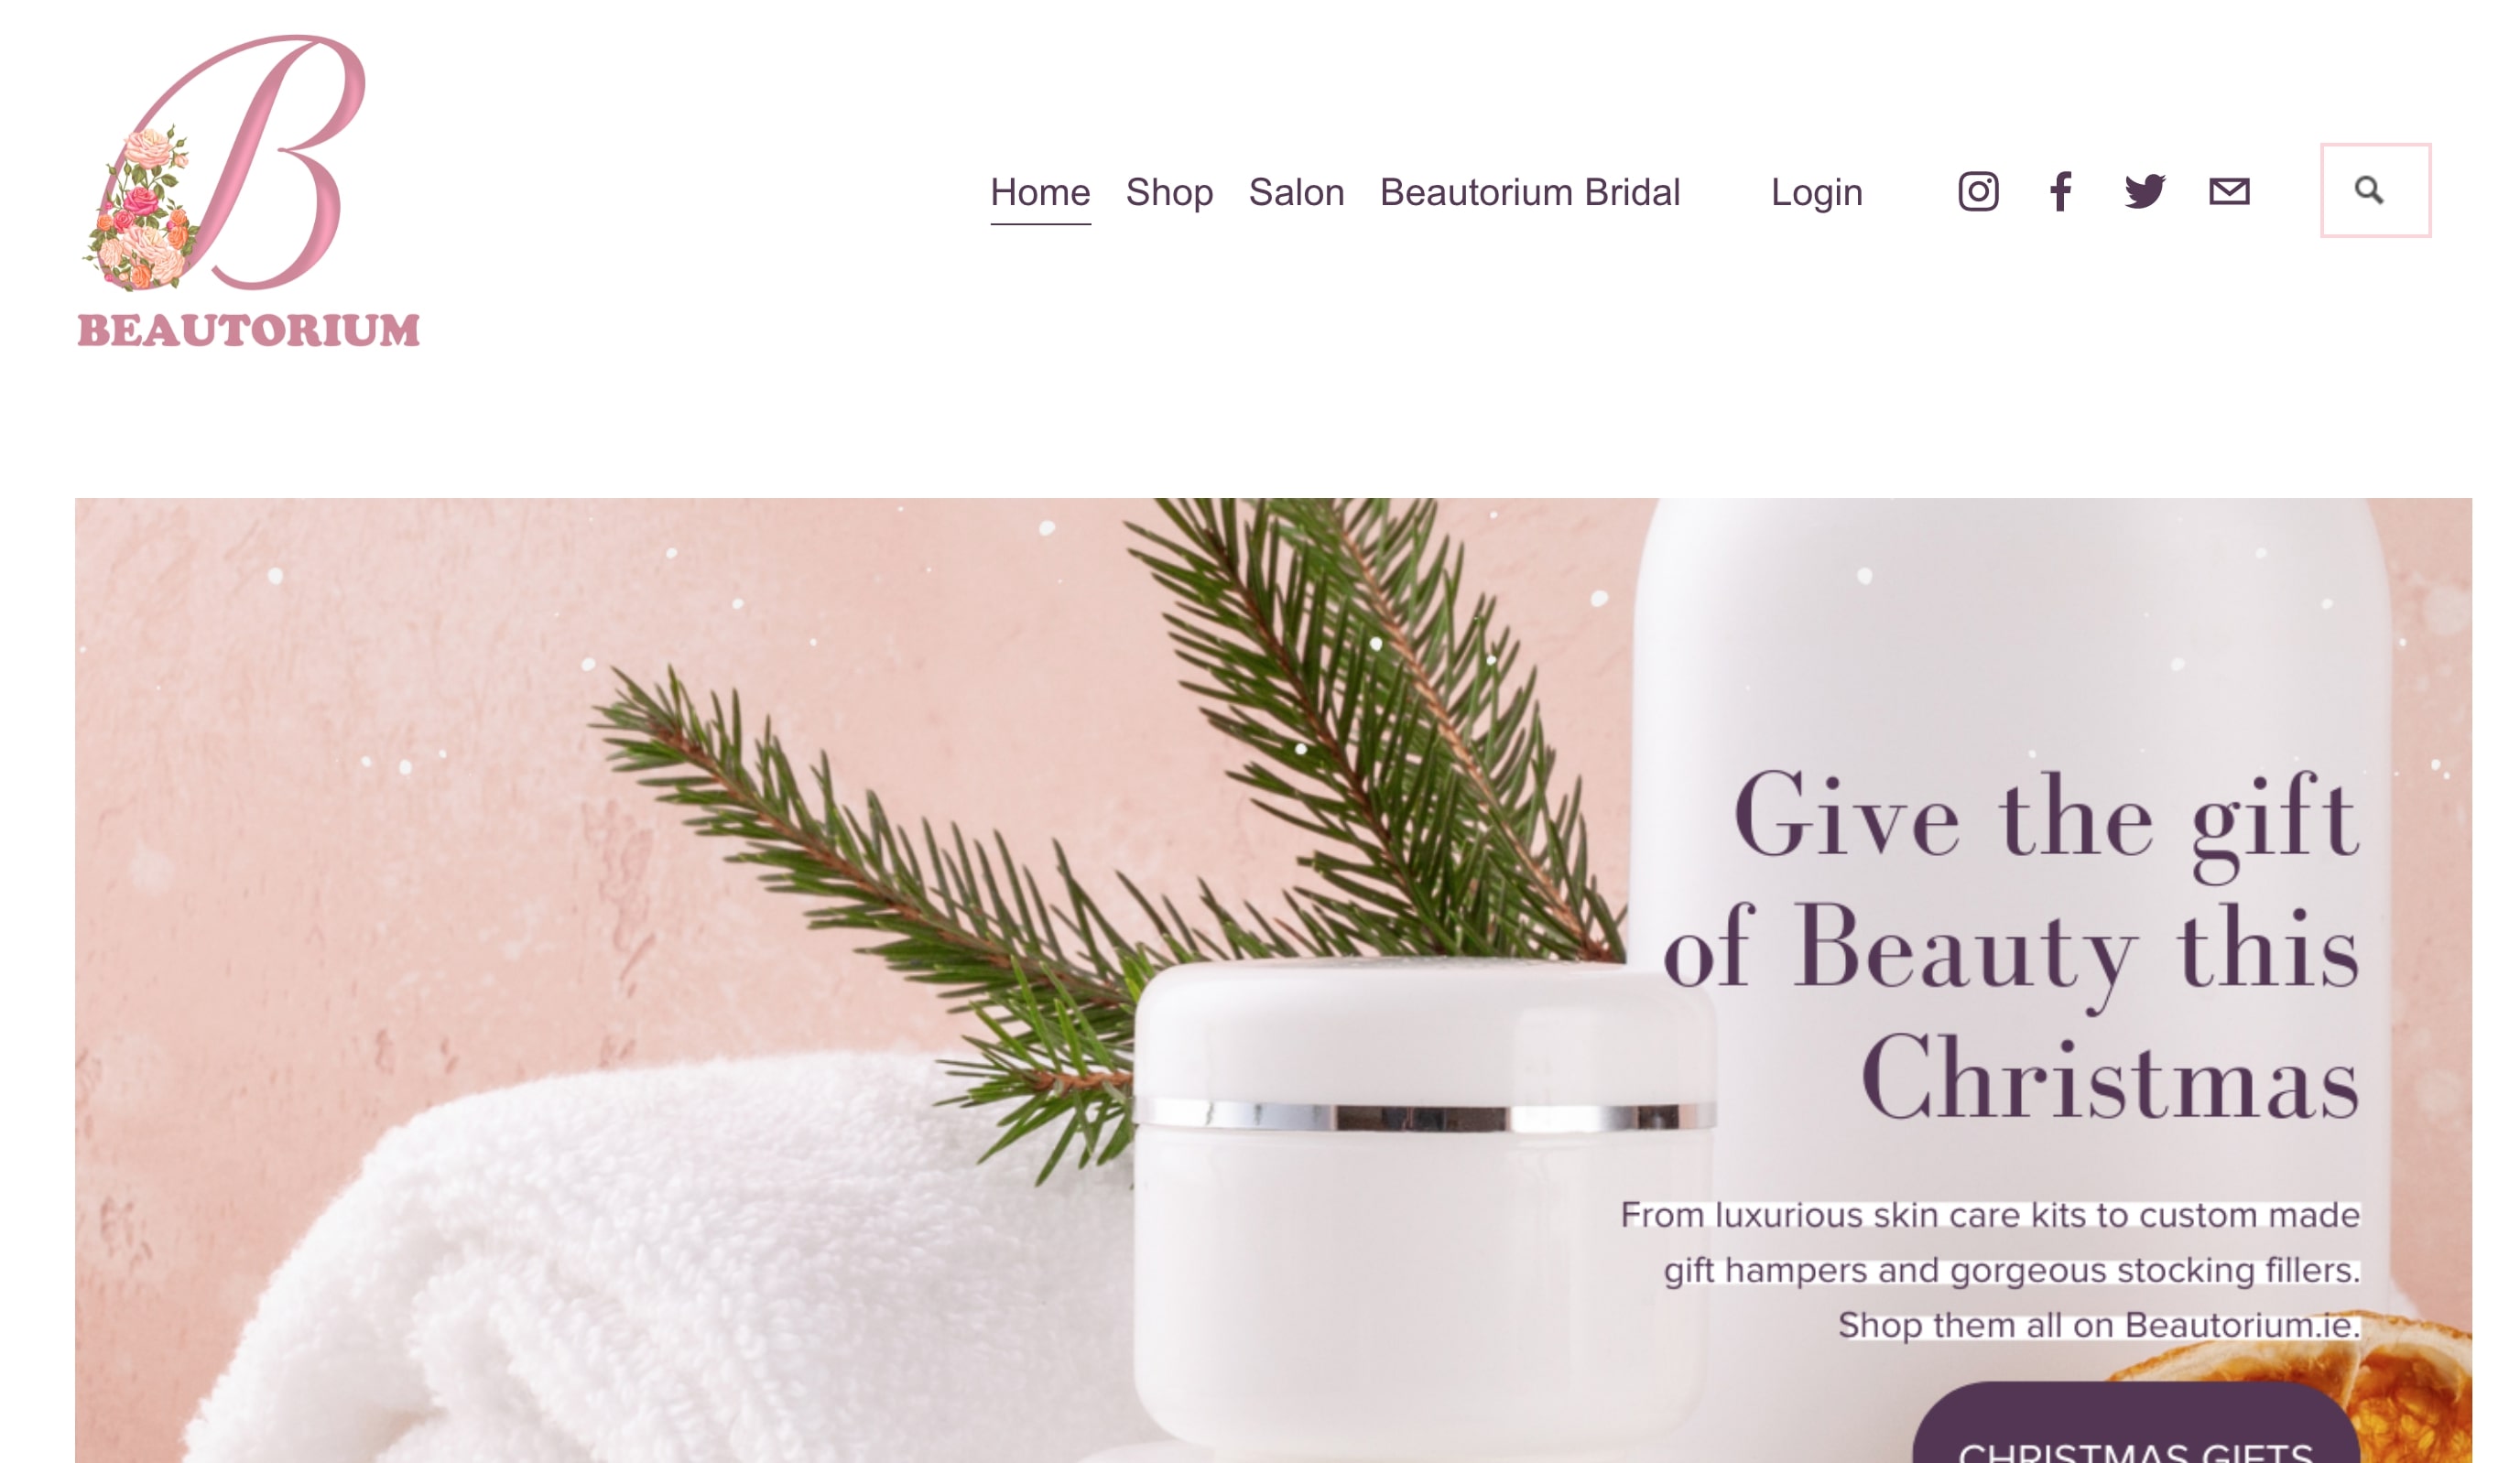 B
BEAUTORIUM
Home Shop Salon Beautorium Bridal Login
Give the gift
of Beauty this
Christmas
From luxurious skin care kits to custom made
gift hampers and gorgeous stocking fillers.
Shop them all on Beautorium.ie.
CHRISTMAS GIFTS